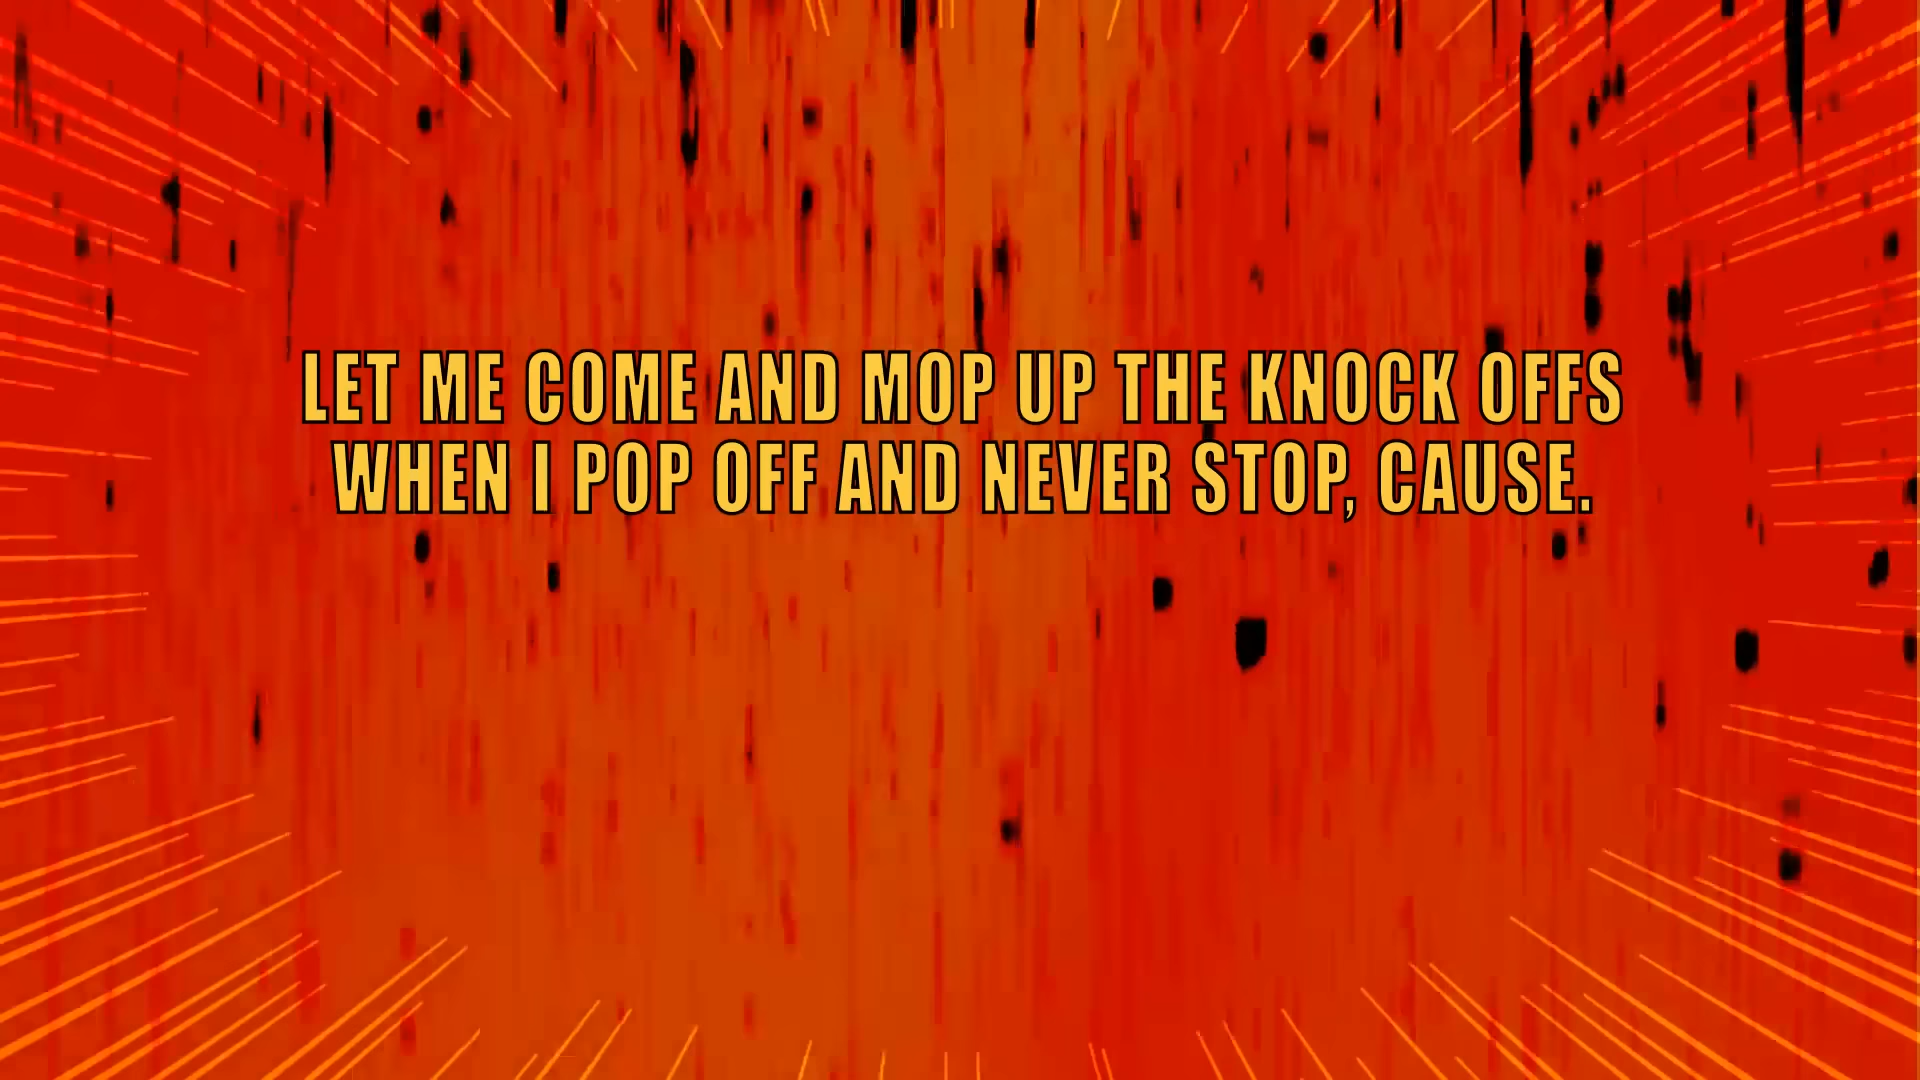 LET ME COME AND MOP UP THE KNOCK OFFS
WHEN I POP OFF AND NEVER STOP, CAUSE.